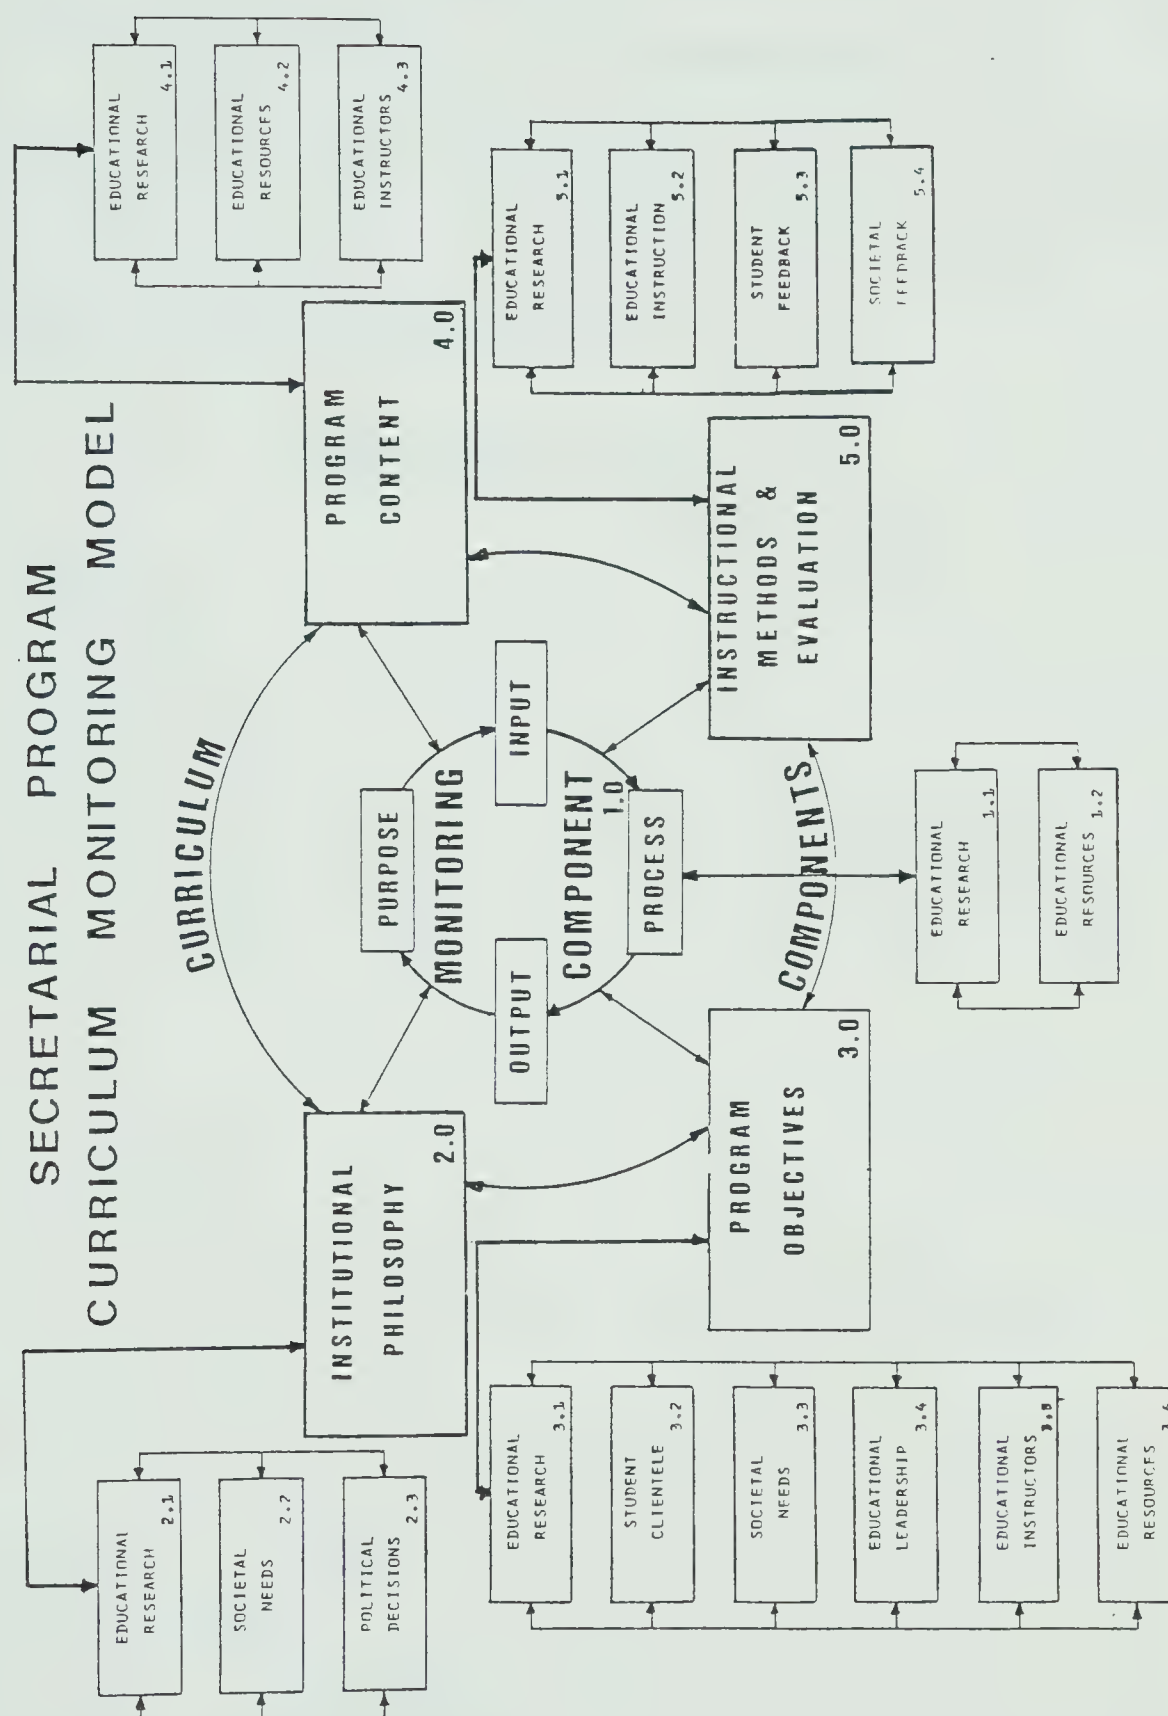 SECRETARIAL PROGRAM
CURRICULUM MONITORING MODEL
CURRICULUM
INSTITUTIONAL
PHILOSOPHY
2.0
EDUCATIONAL
RESEARCH
2.1
SOCIETAL
NEEDS
2.2
POLITICAL
DECISIONS
2.3
PROGRAM
CONTENT
4.0
EDUCATIONAL
RESEARCH
4.1
EDUCATIONAL
RESOURCES
4.2
EDUCATIONAL
INSTRUCTORS
4.3
PURPOSE
MONITORING
OUTPUT
INPUT
COMPONENT
1.0
PROCESS
PROGRAM
OBJECTIVES
3.0
EDUCATIONAL
RESEARCH
3.1
STUDENT
CLIENTELE
3.2
SOCIETAL
NEEDS
3.3
EDUCATIONAL
LEADERSHIP
3.4
EDUCATIONAL
INSTRUCTORS
EDUCATIONAL
RESOURCES
INSTRUCTIONAL
METHODS &
EVALUATION
5.0
EDUCATIONAL
RESEARCH
5.1
EDUCATIONAL
INSTRUCTION
5.2
STUDENT
FEEDBACK
5.3
SOCIETAL
FEEDBACK
5.4
COMPONENTS
EDUCATIONAL
RESEARCH
1.1
EDUCATIONAL
RESOURCES
1.2